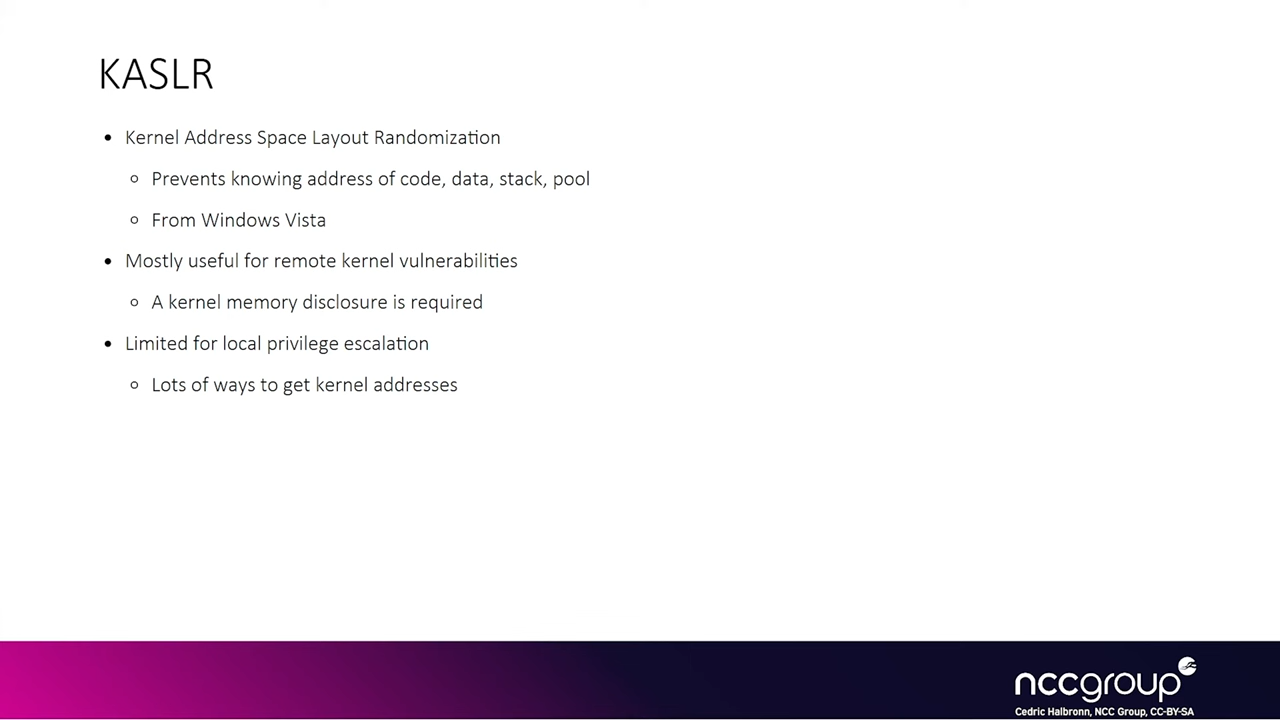 KASLR
• Kernel Address Space Layout Randomization
○ Prevents knowing address of code, data, stack, pool
○ From Windows Vista
• Mostly useful for remote kernel vulnerabilities
○ A kernel memory disclosure is required
• Limited for local privilege escalation
○ Lots of ways to get kernel addresses
nccgroup
Cedric Halbronn, NCC Group, CC-BY-SA